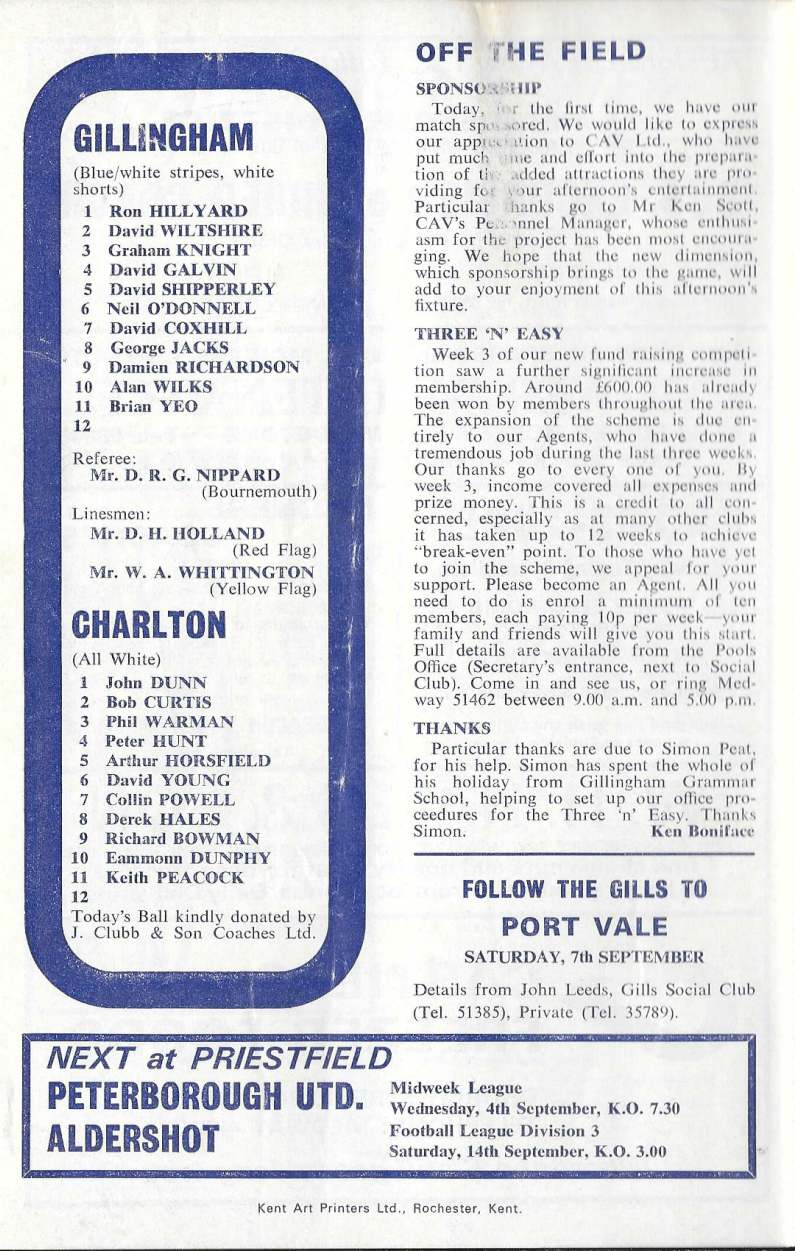 GILLINGHAM
(Blue/white stripes, white
shorts)
1 Ron HILLYARD
2 David WILTSHIRE
3 Graham KNIGHT
4 David GALVIN
5 David SHIPPERLEY
6 Neil O'DONNELL
7 David COXHILL
8 George JACKS
9 Damien RICHARDSON
10 Alan WILKS
11 Brian YEO
12
Referee:
Mr. D. R. G. NIPPARD
(Bournemouth)
Linesmen:
Mr. D. H. HOLLAND
(Red Flag)
Mr. W. A. WHITTINGTON
(Yellow Flag)
CHARLTON
(All White)
1 John DUNN
2 Bob CURTIS
3 Phil WARMAN
4 Peter HUNT
5 Arthur HORSFIELD
6 David YOUNG
7 Collin POWELL
8 Derek HALES
9 Richard BOWMAN
10 Eammonn DUNPHY
11 Keith PEACOCK
12
Today's Ball kindly donated by
J. Clubb & Son Coaches Ltd.
OFF THE FIELD
SPONSORSHIP
Today, for the first time, we have our
match sponsored. We would like to express
our appreciation to CAV Ltd., who have
put much time and effort into the prepara-
tion of the added attractions they are pro-
viding for your afternoon's entertainment.
Particular thanks go to Mr Ken Scott,
CAV's Personnel Manager, whose enthusi-
asm for the project has been most encoura-
ging. We hope that the new dimension,
which sponsorship brings to the game, will
add to your enjoyment of this afternoon's
fixture.
THREE 'N' EASY
Week 3 of our new fund raising competi-
tion saw a further significant increase in
membership. Around £600.00 has already
been won by members throughout the area.
The expansion of the scheme is due en-
tirely to our Agents, who have done a
tremendous job during the last three weeks.
Our thanks go to every one of you. By
week 3, income covered all expenses and
prize money. This is a credit to all con-
cerned, especially as at many other clubs
it has taken up to 12 weeks to achieve
"break-even" point. To those who have yet
to join the scheme, we appeal for your
support. Please become an Agent. All you
need to do is enrol a minimum of ten
members, each paying 10p per week—your
family and friends will give you this start.
Full details are available from the Pools
Office (Secretary's entrance, next to Social
Club). Come in and see us, or ring Med-
way 51462 between 9.00 a.m. and 5.00 p.m.
THANKS
Particular thanks are due to Simon Peat,
for his help. Simon has spent the whole of
his holiday from Gillingham Grammar
School, helping to set up our office pro-
ceedures for the Three 'n' Easy. Thanks
Simon. Ken Boniface
FOLLOW THE GILLS TO
PORT VALE
SATURDAY, 7th SEPTEMBER
Details from John Leeds, Gills Social Club
(Tel. 51385), Private (Tel. 35789).
NEXT at PRIESTFIELD
PETERBOROUGH UTD.
Midweek League
Wednesday, 4th September, K.O. 7.30
ALDERSHOT
Football League Division 3
Saturday, 14th September, K.O. 3.00
Kent Art Printers Ltd., Rochester, Kent.